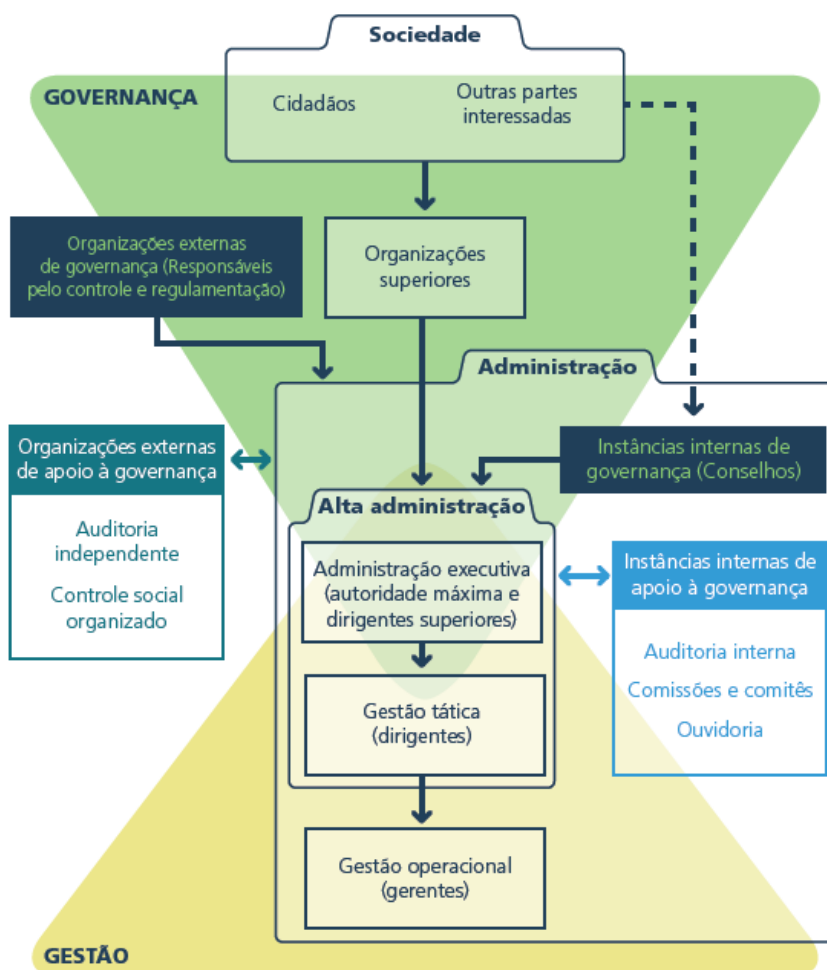 Sociedade
GOVERNANÇA
Cidadãos
Outras partes
interessadas
Organizações externas
de governança (Responsáveis
pelo controle e regulamentação)
Organizações
superiores
Administração
Organizações externas
de apoio à governança
Auditoria
independente
Controle social
organizado
Instâncias internas de
governança (Conselhos)
Alta administração
Administração executiva
(autoridade máxima e
dirigentes superiores)
Instâncias internas de
apoio à governança
Auditoria interna
Comissões e comitês
Ouvidoria
Gestão tática
(dirigentes)
Gestão operacional
(gerentes)
GESTÃO